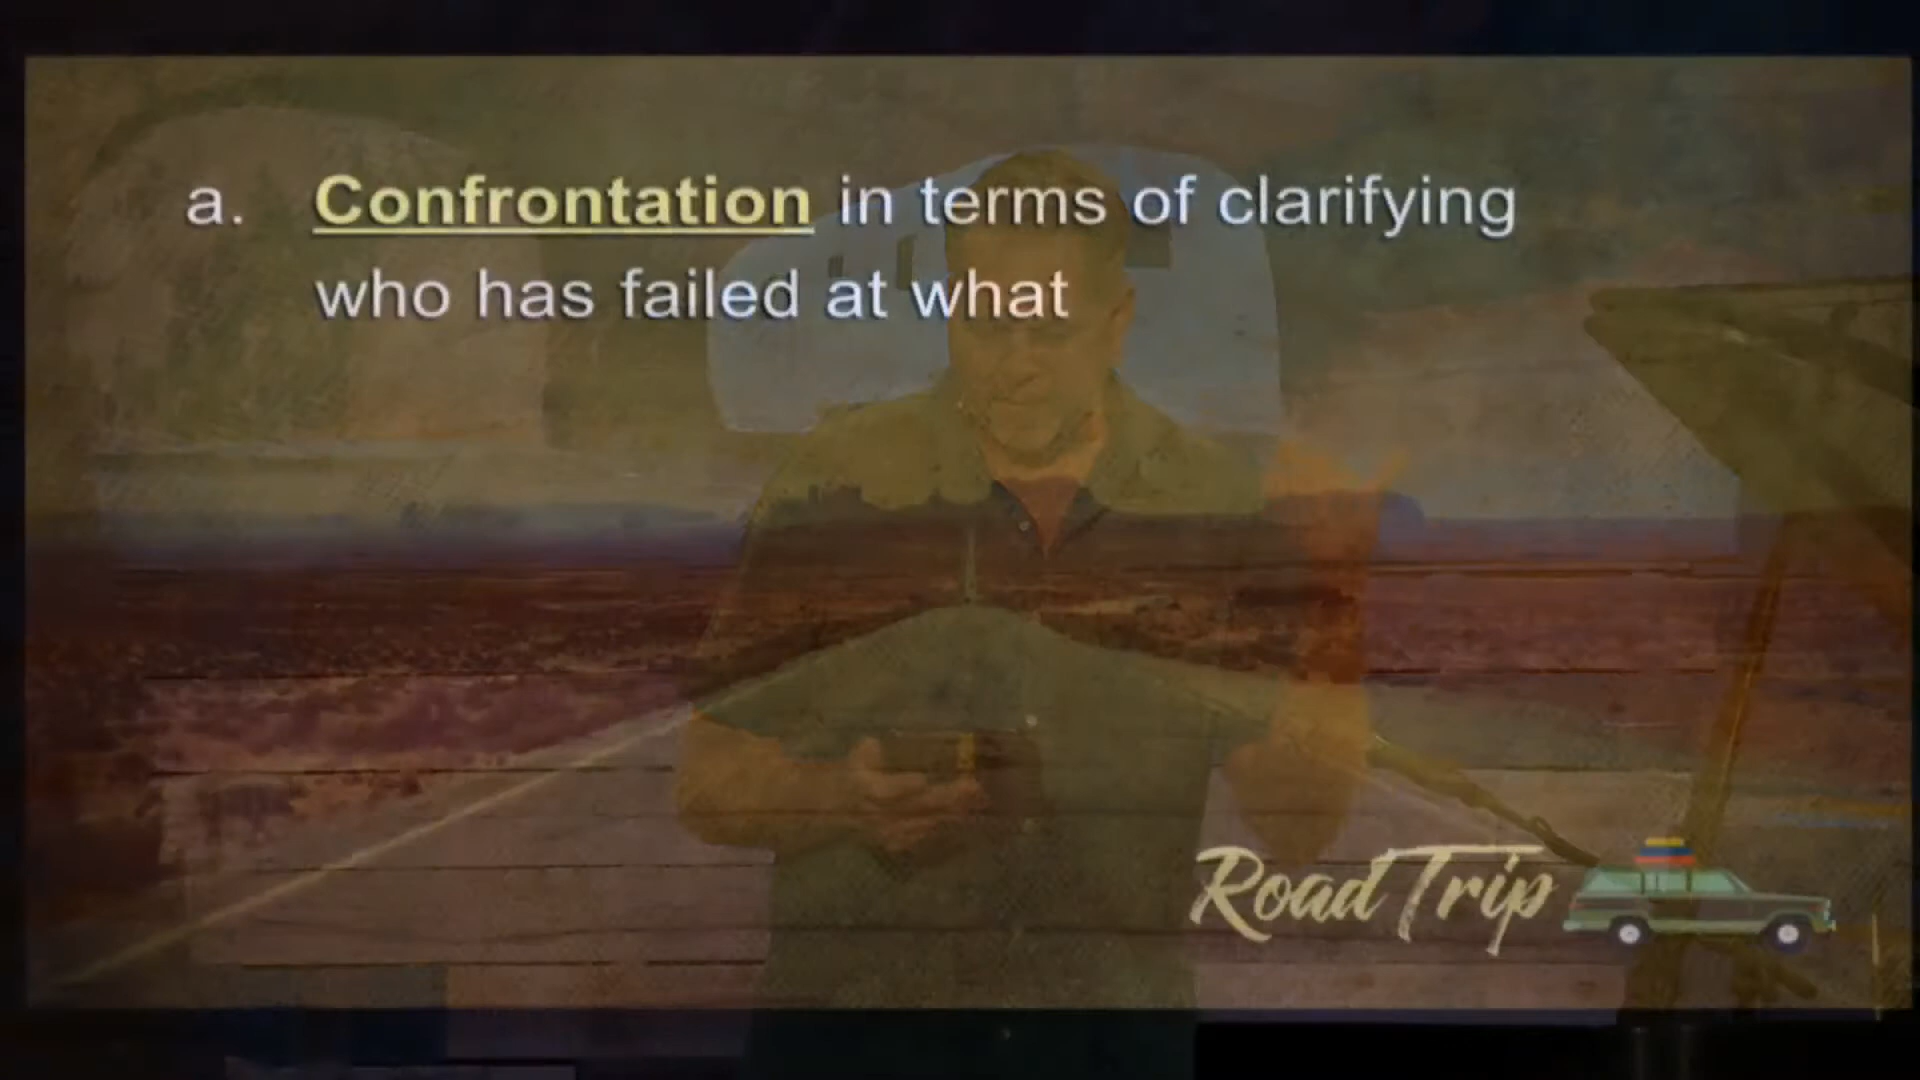 a. Confrontation in terms of clarifying
who has failed at what
Road Trip